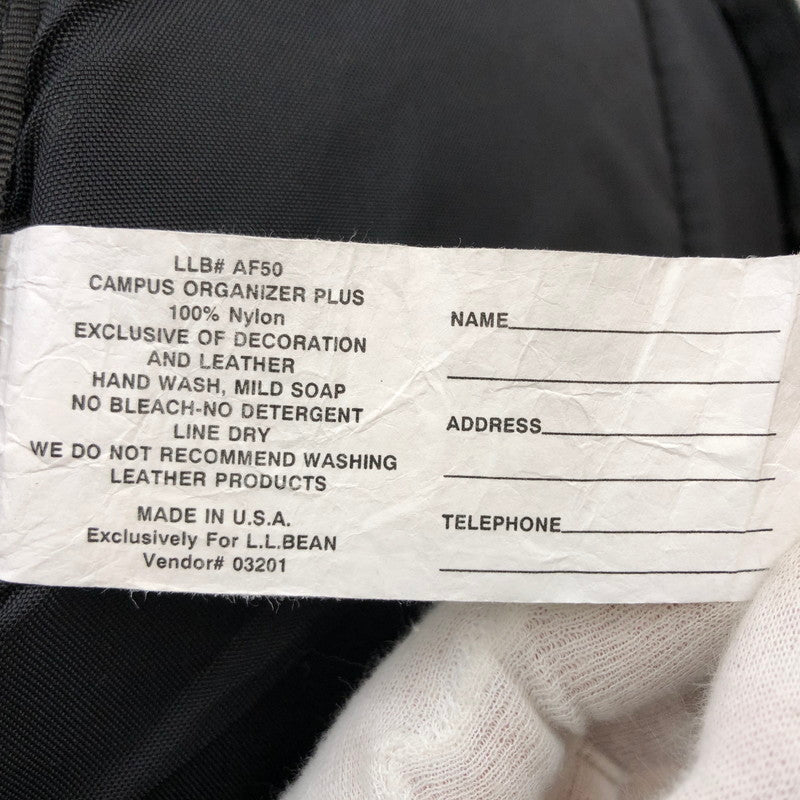 LLB# AF50
CAMPUS ORGANIZER PLUS
100% Nylon
EXCLUSIVE OF DECORATION
AND LEATHER
HAND WASH, MILD SOAP
NO BLEACH-NO DETERGENT
LINE DRY
WE DO NOT RECOMMEND WASHING
LEATHER PRODUCTS
MADE IN U.S.A.
Exclusively For L.L.BEAN
Vendor# 03201
NAME
ADDRESS
TELEPHONE